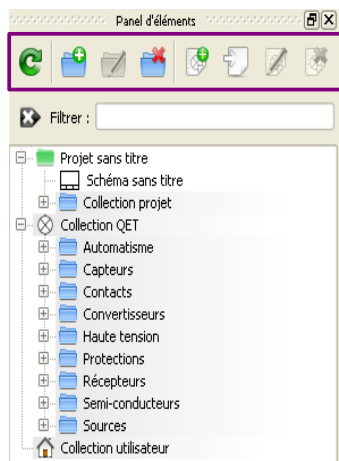 Panel d'éléments
Filtrer :
Projet sans titre
Schéma sans titre
Collection projet
Collection QET
Automatisme
Capteurs
Contacts
Convertisseurs
Haute tension
Protections
Récepteurs
Semi-conducteurs
Sources
Collection utilisateur